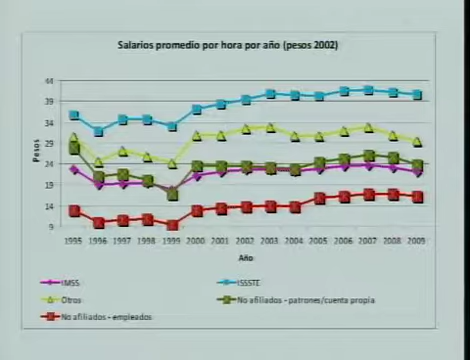 Salarios promedio por hora por año (pesos 2002)
44
39
34
29
24
19
14
9
Pesos
1995 1996 1997 1998 1999 2000 2001 2002 2003 2004 2005 2006 2007 2008 2009
Año
IMSS
ISSSTE
Otros
No afiliados - patrones/cuenta propia
No afiliados - empleados